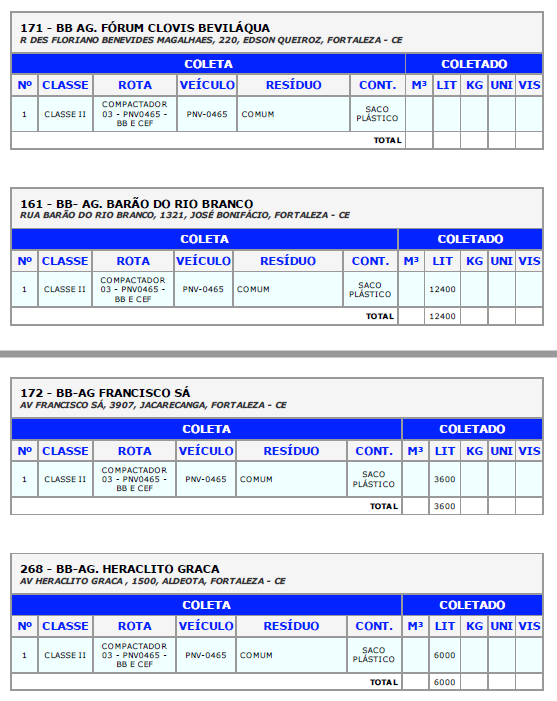 171 - BB AG. FÓRUM CLOVIS BEVILÁQUA
R DES FLORIANO BENEVIDES MAGALHAES, 220, EDSON QUEIROZ, FORTALEZA - CE
COLETA COLETADO
Nº CLASSE ROTA VEÍCULO RESÍDUO CONT. M³ LIT KG UNI VIS
1 CLASSE II COMPACTADOR 03 - PNV0465 - BB E CEF PNV-0465 COMUM SACO PLÁSTICO
TOTAL
161 - BB- AG. BARÃO DO RIO BRANCO
RUA BARÃO DO RIO BRANCO, 1321, JOSÉ BONIFÁCIO, FORTALEZA - CE
COLETA COLETADO
Nº CLASSE ROTA VEÍCULO RESÍDUO CONT. M³ LIT KG UNI VIS
1 CLASSE II COMPACTADOR 03 - PNV0465 - BB E CEF PNV-0465 COMUM SACO PLÁSTICO 12400
TOTAL 12400
172 - BB-AG FRANCISCO SÁ
AV FRANCISCO SÁ, 3907, JACARECANGA, FORTALEZA - CE
COLETA COLETADO
Nº CLASSE ROTA VEÍCULO RESÍDUO CONT. M³ LIT KG UNI VIS
1 CLASSE II COMPACTADOR 03 - PNV0465 - BB E CEF PNV-0465 COMUM SACO PLÁSTICO 3600
TOTAL 3600
268 - BB-AG. HERACLITO GRACA
AV HERACLITO GRACA , 1500, ALDEOTA, FORTALEZA - CE
COLETA COLETADO
Nº CLASSE ROTA VEÍCULO RESÍDUO CONT. M³ LIT KG UNI VIS
1 CLASSE II COMPACTADOR 03 - PNV0465 - BB E CEF PNV-0465 COMUM SACO PLÁSTICO 6000
TOTAL 6000